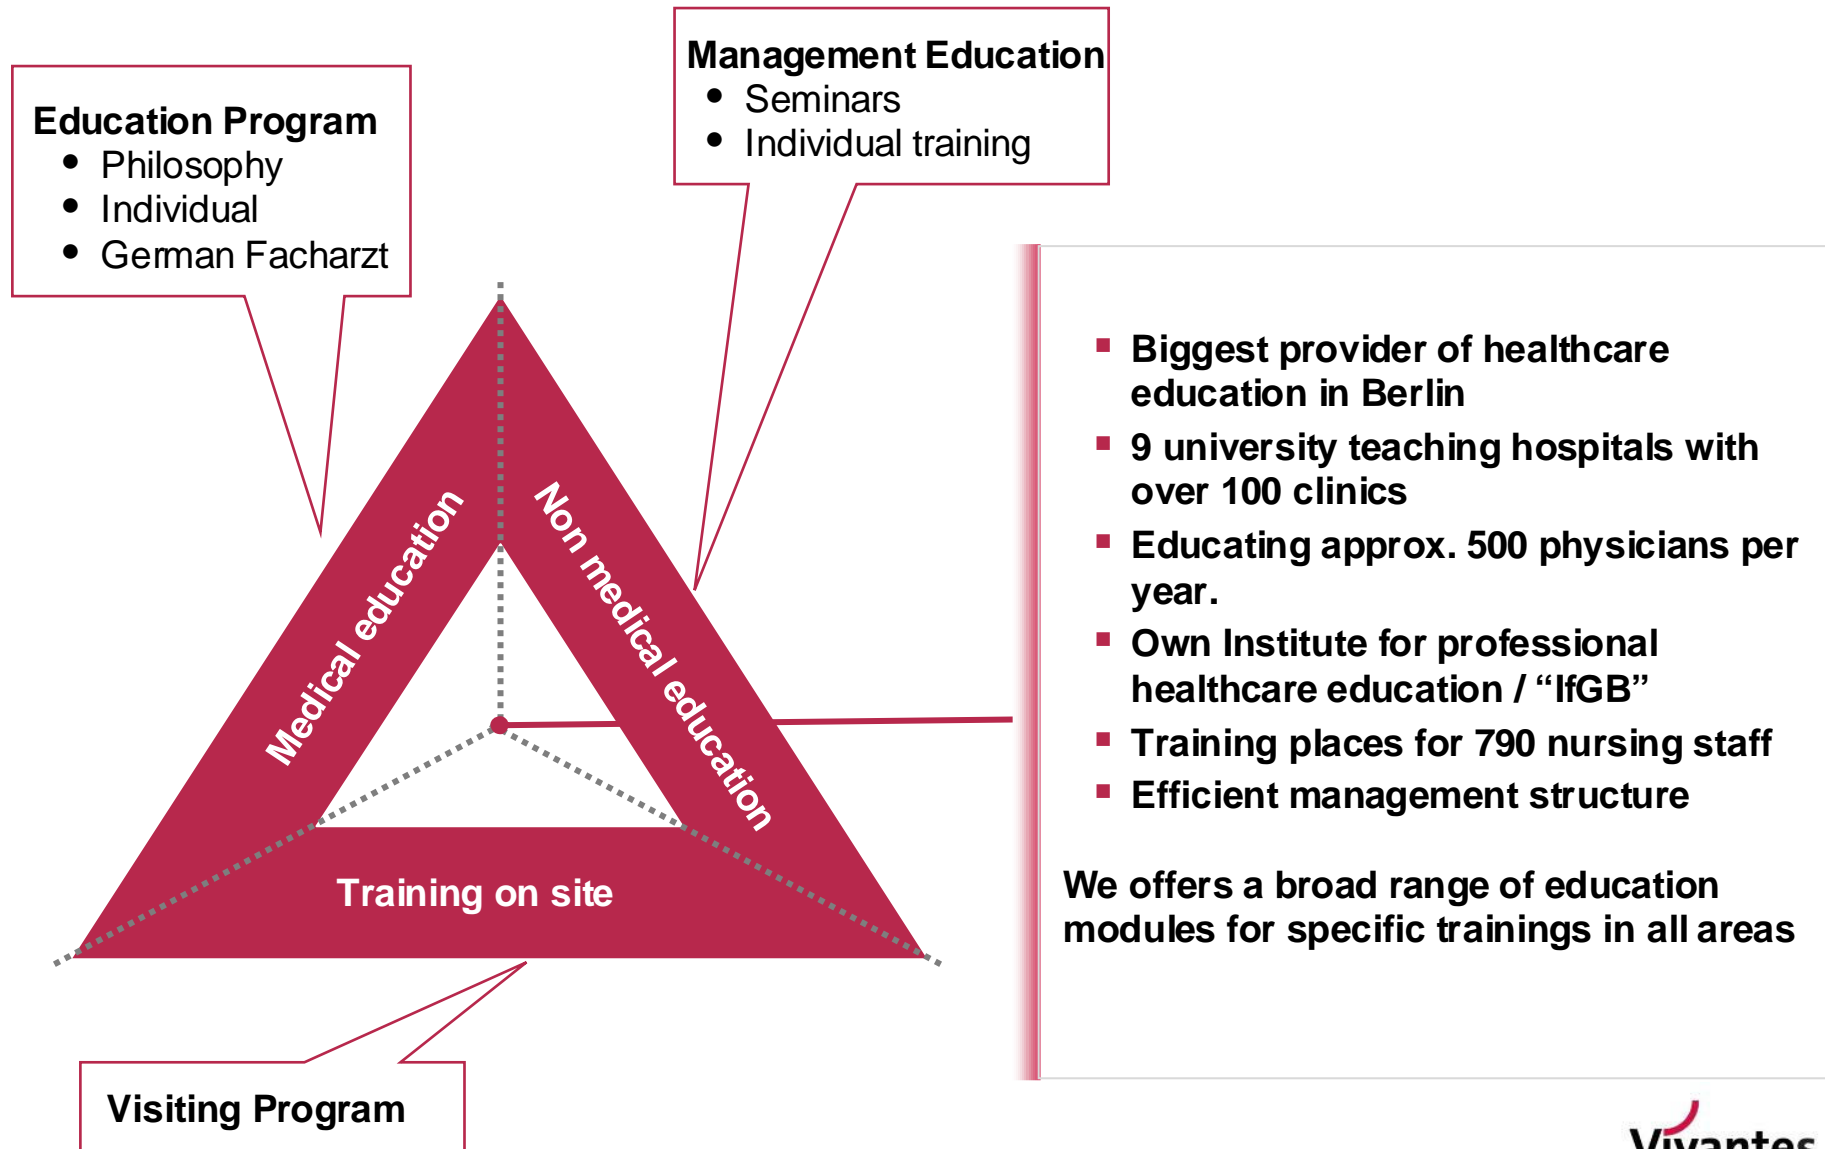 Management Education
• Seminars
• Individual training
Education Program
• Philosophy
• Individual
• German Facharzt
Medical education
Non medical education
Training on site
Visiting Program
▪ Biggest provider of healthcare
education in Berlin
▪ 9 university teaching hospitals with
over 100 clinics
▪ Educating approx. 500 physicians per
year.
▪ Own Institute for professional
healthcare education / “IfGB”
▪ Training places for 790 nursing staff
▪ Efficient management structure
We offers a broad range of education
modules for specific trainings in all areas
Vivantes